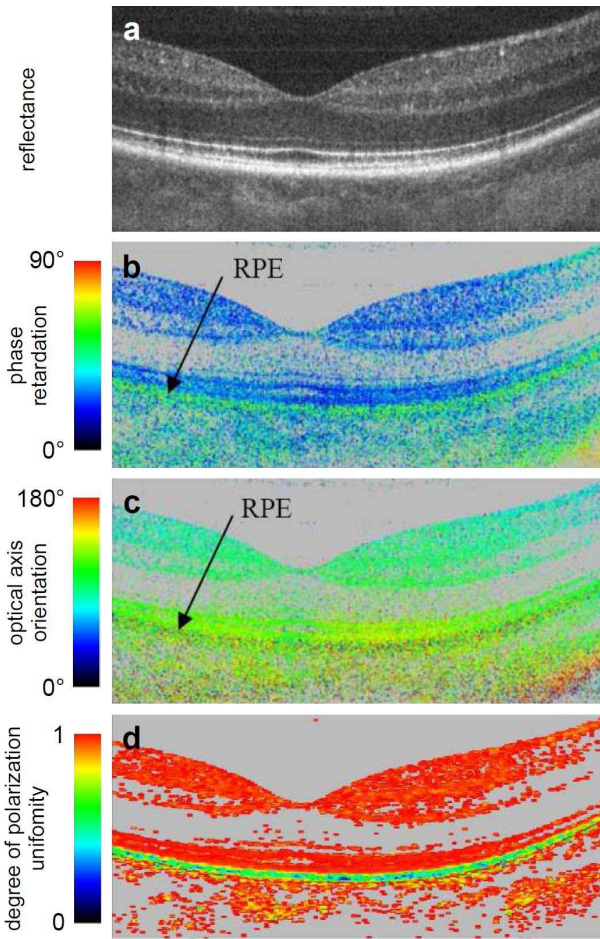 a
reflectance
b
90°
RPE
phase
retardation
0°
c
180°
RPE
optical axis
orientation
0°
d
1
degree of polarization
unifomity
0